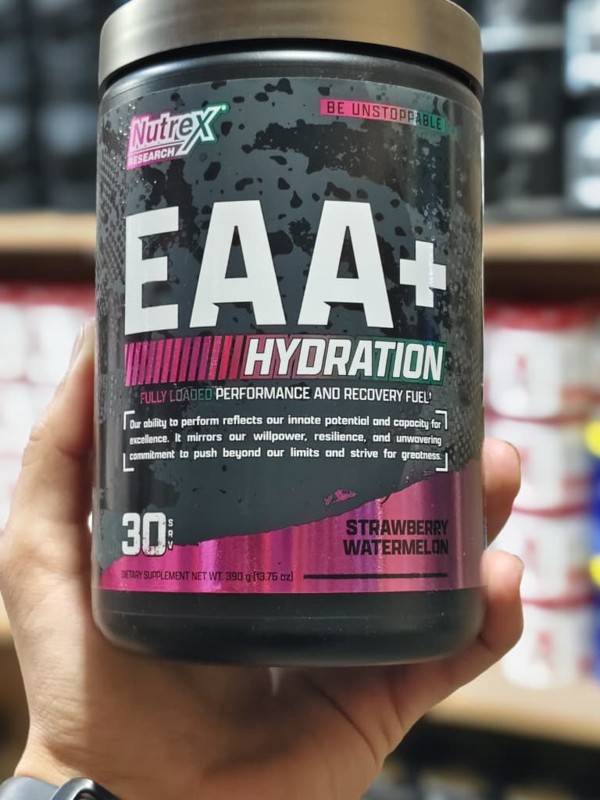 Nutrex
RESEARCH
BE UNSTOPPABLE
EAA+
HYDRATION
FULLY LOADED PERFORMANCE AND RECOVERY FUEL†
Our ability to perform reflects our innate potential and capacity for
excellence. It mirrors our willpower, resilience, and unwavering
commitment to push beyond our limits and strive for greatness.
30 SRV
STRAWBERRY
WATERMELON
DIETARY SUPPLEMENT NET WT. 390 g (13.75 oz)